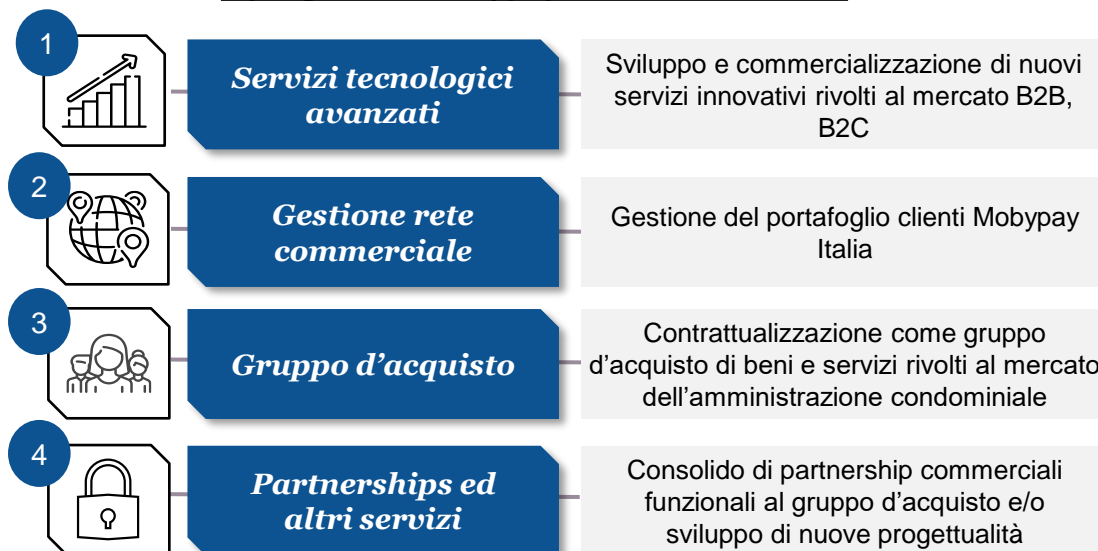 1
Servizi tecnologici
avanzati
Sviluppo e commercializzazione di nuovi
servizi innovativi rivolti al mercato B2B,
B2C
2
Gestione rete
commerciale
Gestione del portafoglio clienti Mobypay
Italia
3
Gruppo d’acquisto
Contrattualizzazione come gruppo
d’acquisto di beni e servizi rivolti al mercato
dell’amministrazione condominiale
4
Partnerships ed
altri servizi
Consolido di partnership commerciali
funzionali al gruppo d’acquisto e/o
sviluppo di nuove progettualità